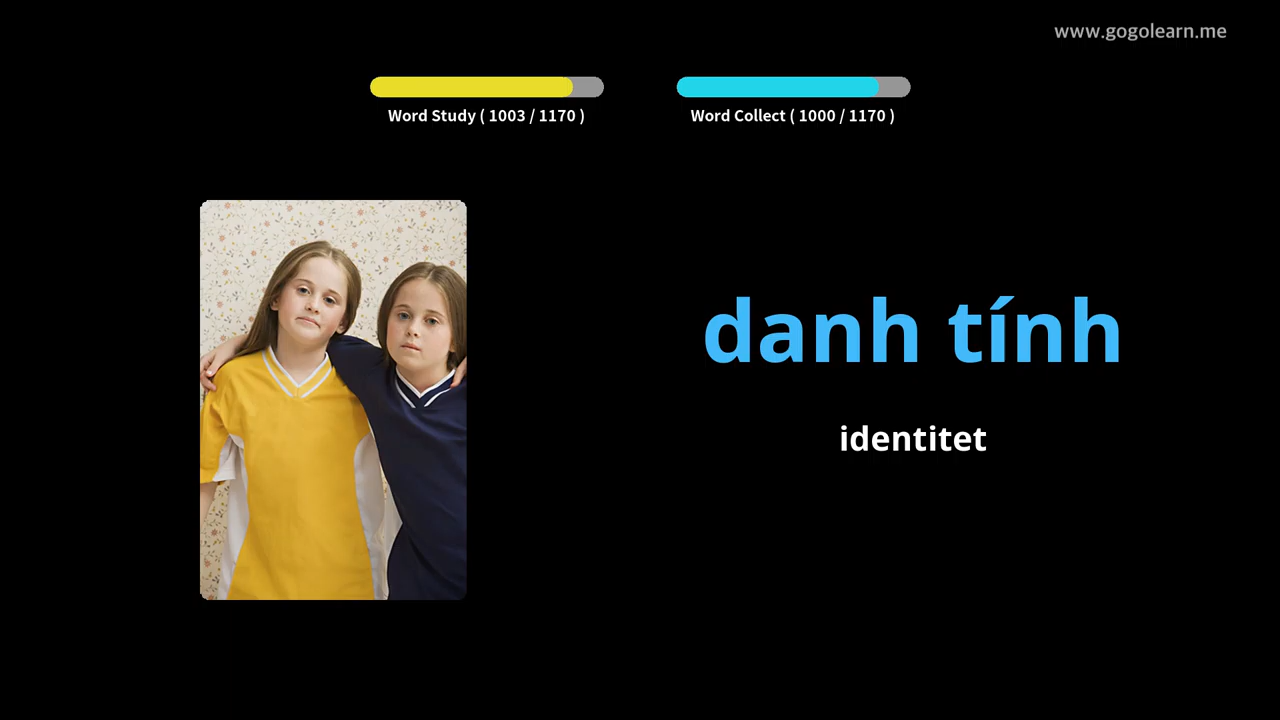 www.gogolearn.me
Word Study ( 1003 / 1170 )
Word Collect ( 1000 / 1170 )
danh tính
identitet